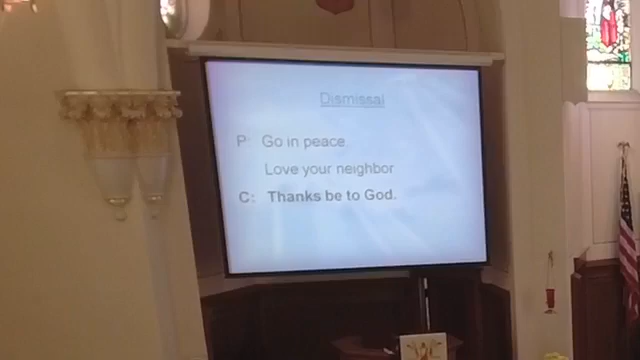 Dismissal
P: Go in peace.
Love your neighbor
C: Thanks be to God.